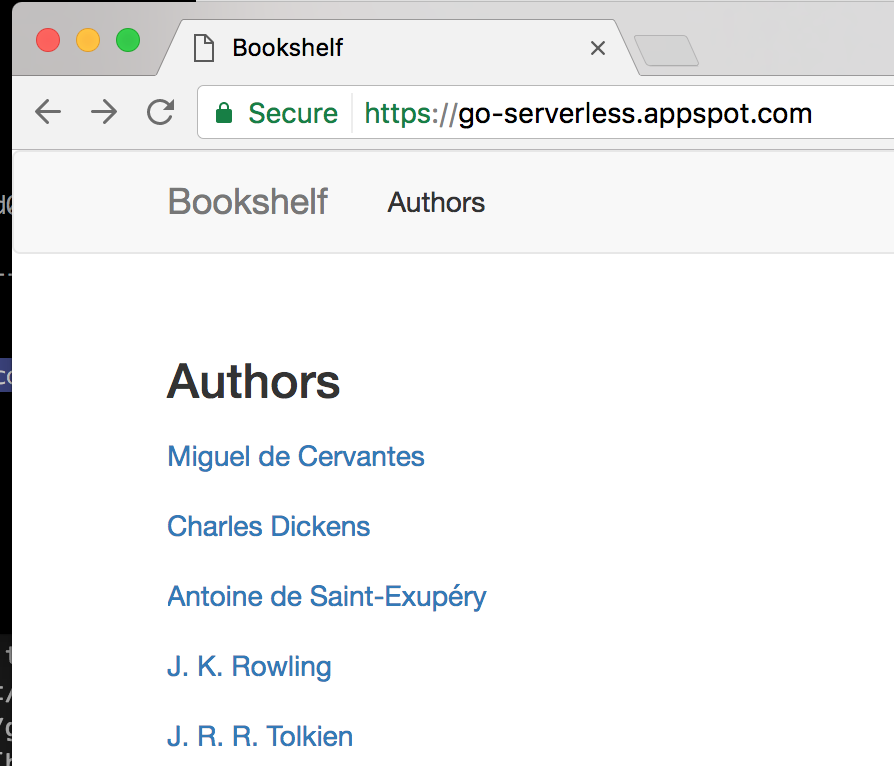 Bookshelf
Secure https://go-serverless.appspot.com
Bookshelf Authors
Authors
Miguel de Cervantes
Charles Dickens
Antoine de Saint-Exupéry
J. K. Rowling
J. R. R. Tolkien